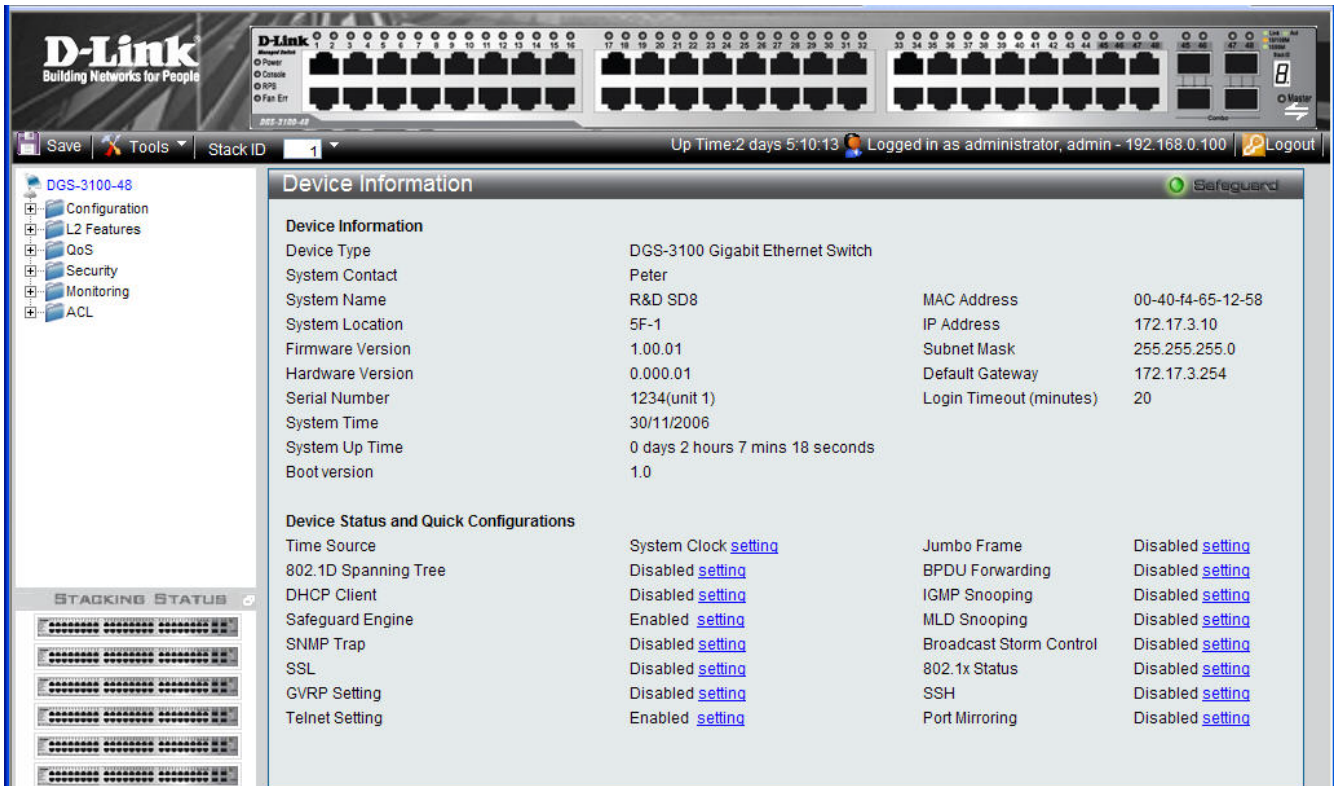 D-Link
Building Networks for People
D-Link
Managed Switch
Power
Console
RPS
Fan Err
DGS-3100-48
1 2 3 4 5 6 7 8 9 10 11 12 13 14 15 16
17 18 19 20 21 22 23 24 25 26 27 28 29 30 31 32
33 34 35 36 37 38 39 40 41 42 43 44 45 46 47 48
45 46 47 48
Combo
Link Act
8
Master
Save Tools Stack ID 1 Up Time:2 days 5:10:13 Logged in as administrator, admin - 192.168.0.100 Logout
DGS-3100-48
Configuration
L2 Features
QoS
Security
Monitoring
ACL
STACKING STATUS
Device Information Safeguard
Device Information
Device Type DGS-3100 Gigabit Ethernet Switch
System Contact Peter
System Name R&D SD8 MAC Address 00-40-f4-65-12-58
System Location 5F-1 IP Address 172.17.3.10
Firmware Version 1.00.01 Subnet Mask 255.255.255.0
Hardware Version 0.000.01 Default Gateway 172.17.3.254
Serial Number 1234(unit 1) Login Timeout (minutes) 20
System Time 30/11/2006
System Up Time 0 days 2 hours 7 mins 18 seconds
Boot version 1.0
Device Status and Quick Configurations
Time Source System Clock setting Jumbo Frame Disabled setting
802.1D Spanning Tree Disabled setting BPDU Forwarding Disabled setting
DHCP Client Disabled setting IGMP Snooping Disabled setting
Safeguard Engine Enabled setting MLD Snooping Disabled setting
SNMP Trap Disabled setting Broadcast Storm Control Disabled setting
SSL Disabled setting 802.1x Status Disabled setting
GVRP Setting Disabled setting SSH Disabled setting
Telnet Setting Enabled setting Port Mirroring Disabled setting